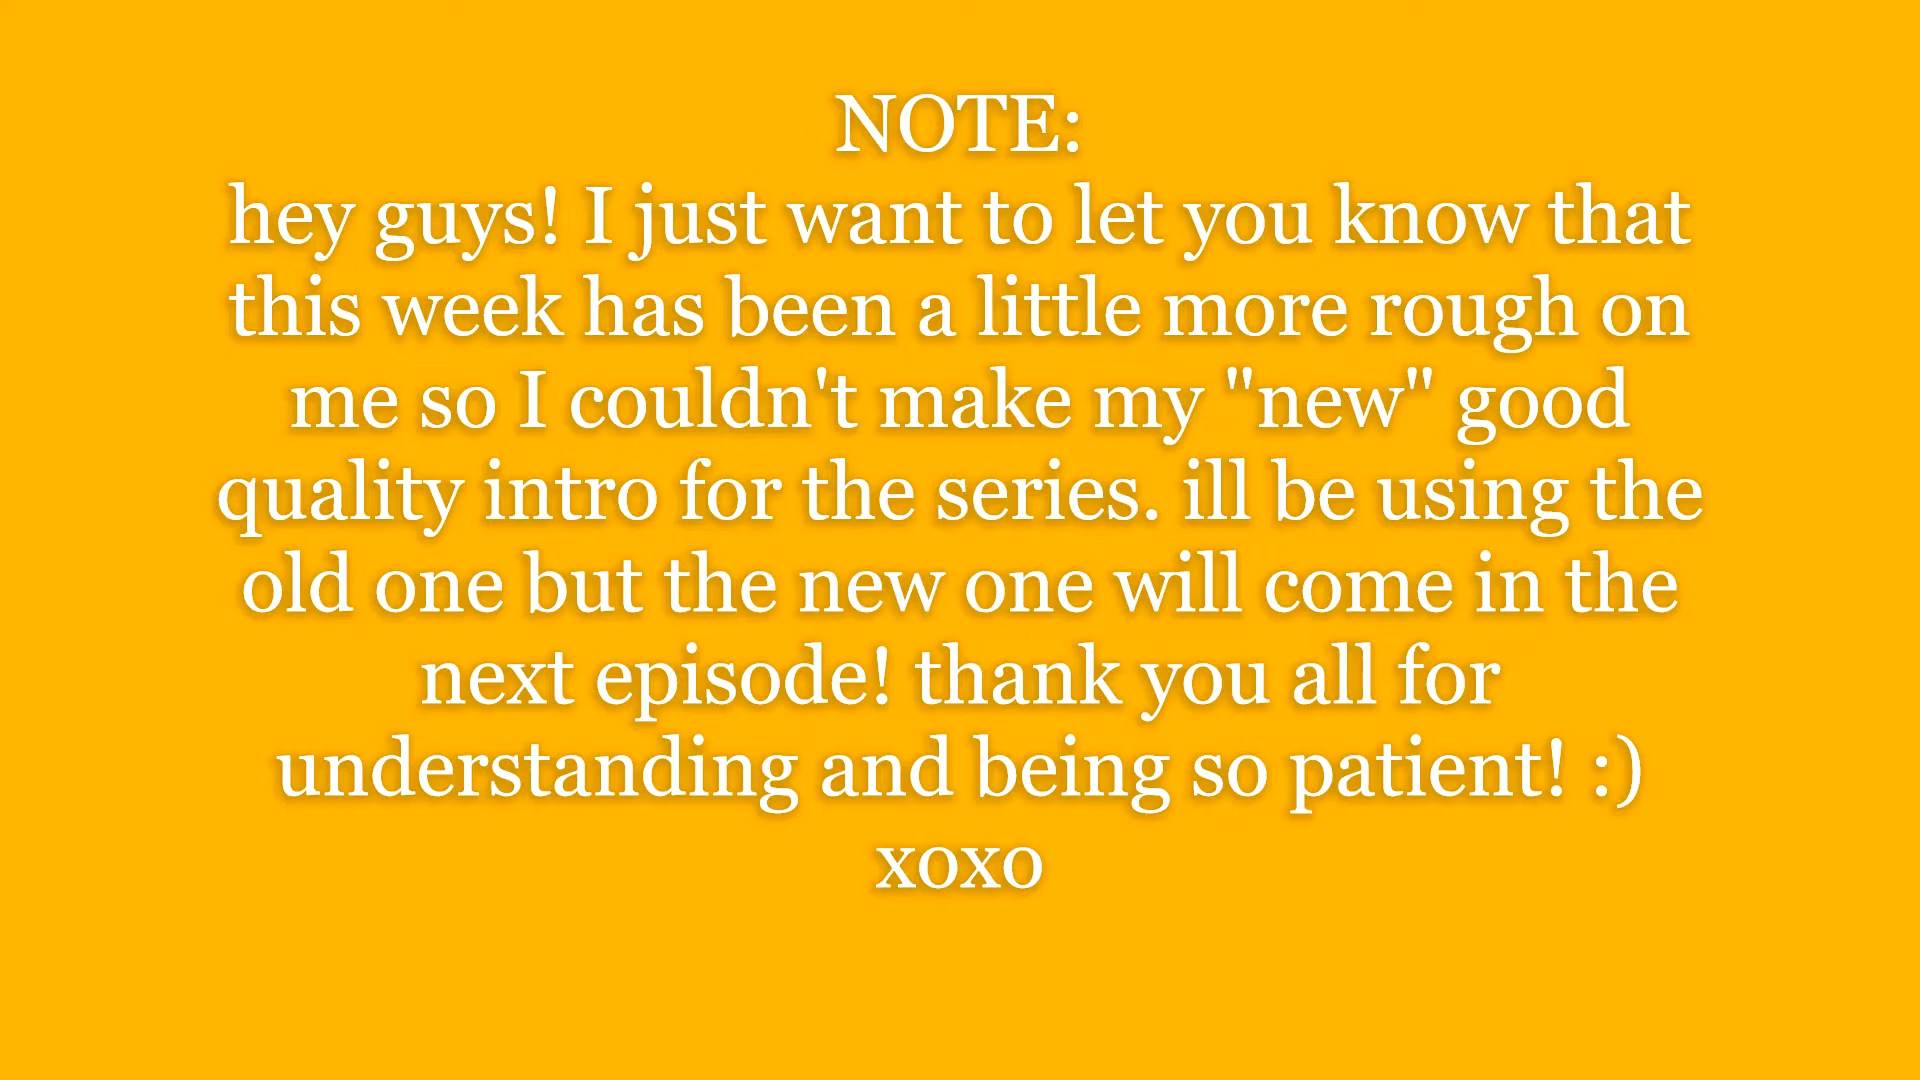 NOTE:
hey guys! I just want to let you know that
this week has been a little more rough on
me so I couldn't make my "new" good
quality intro for the series. ill be using the
old one but the new one will come in the
next episode! thank you all for
understanding and being so patient! :)
xoxo